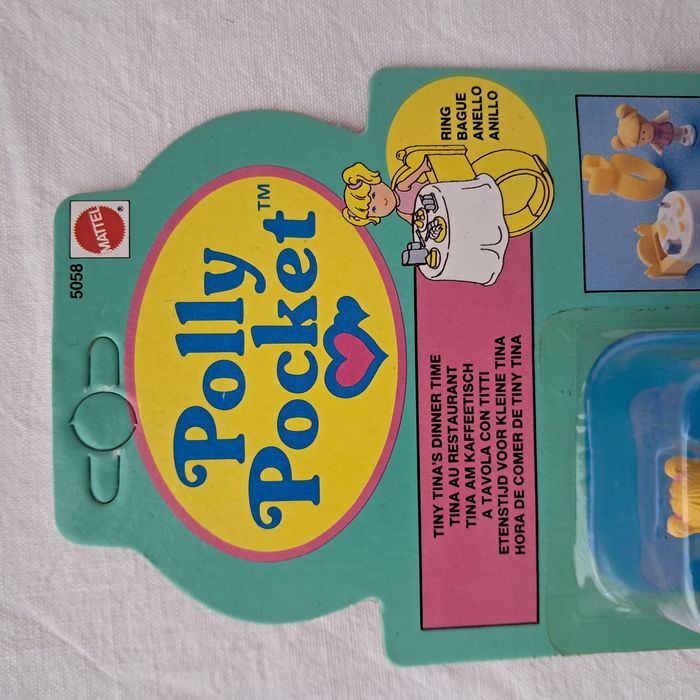 5058
MATTEL
®
Polly
Pocket™
RING
BAGUE
ANELLO
ANILLO
TINY TINA'S DINNER TIME
TINA AU RESTAURANT
TINA AM KAFFEETISCH
A TAVOLA CON TITTI
ETENSTIJD VOOR KLEINE TINA
HORA DE COMER DE TINY TINA